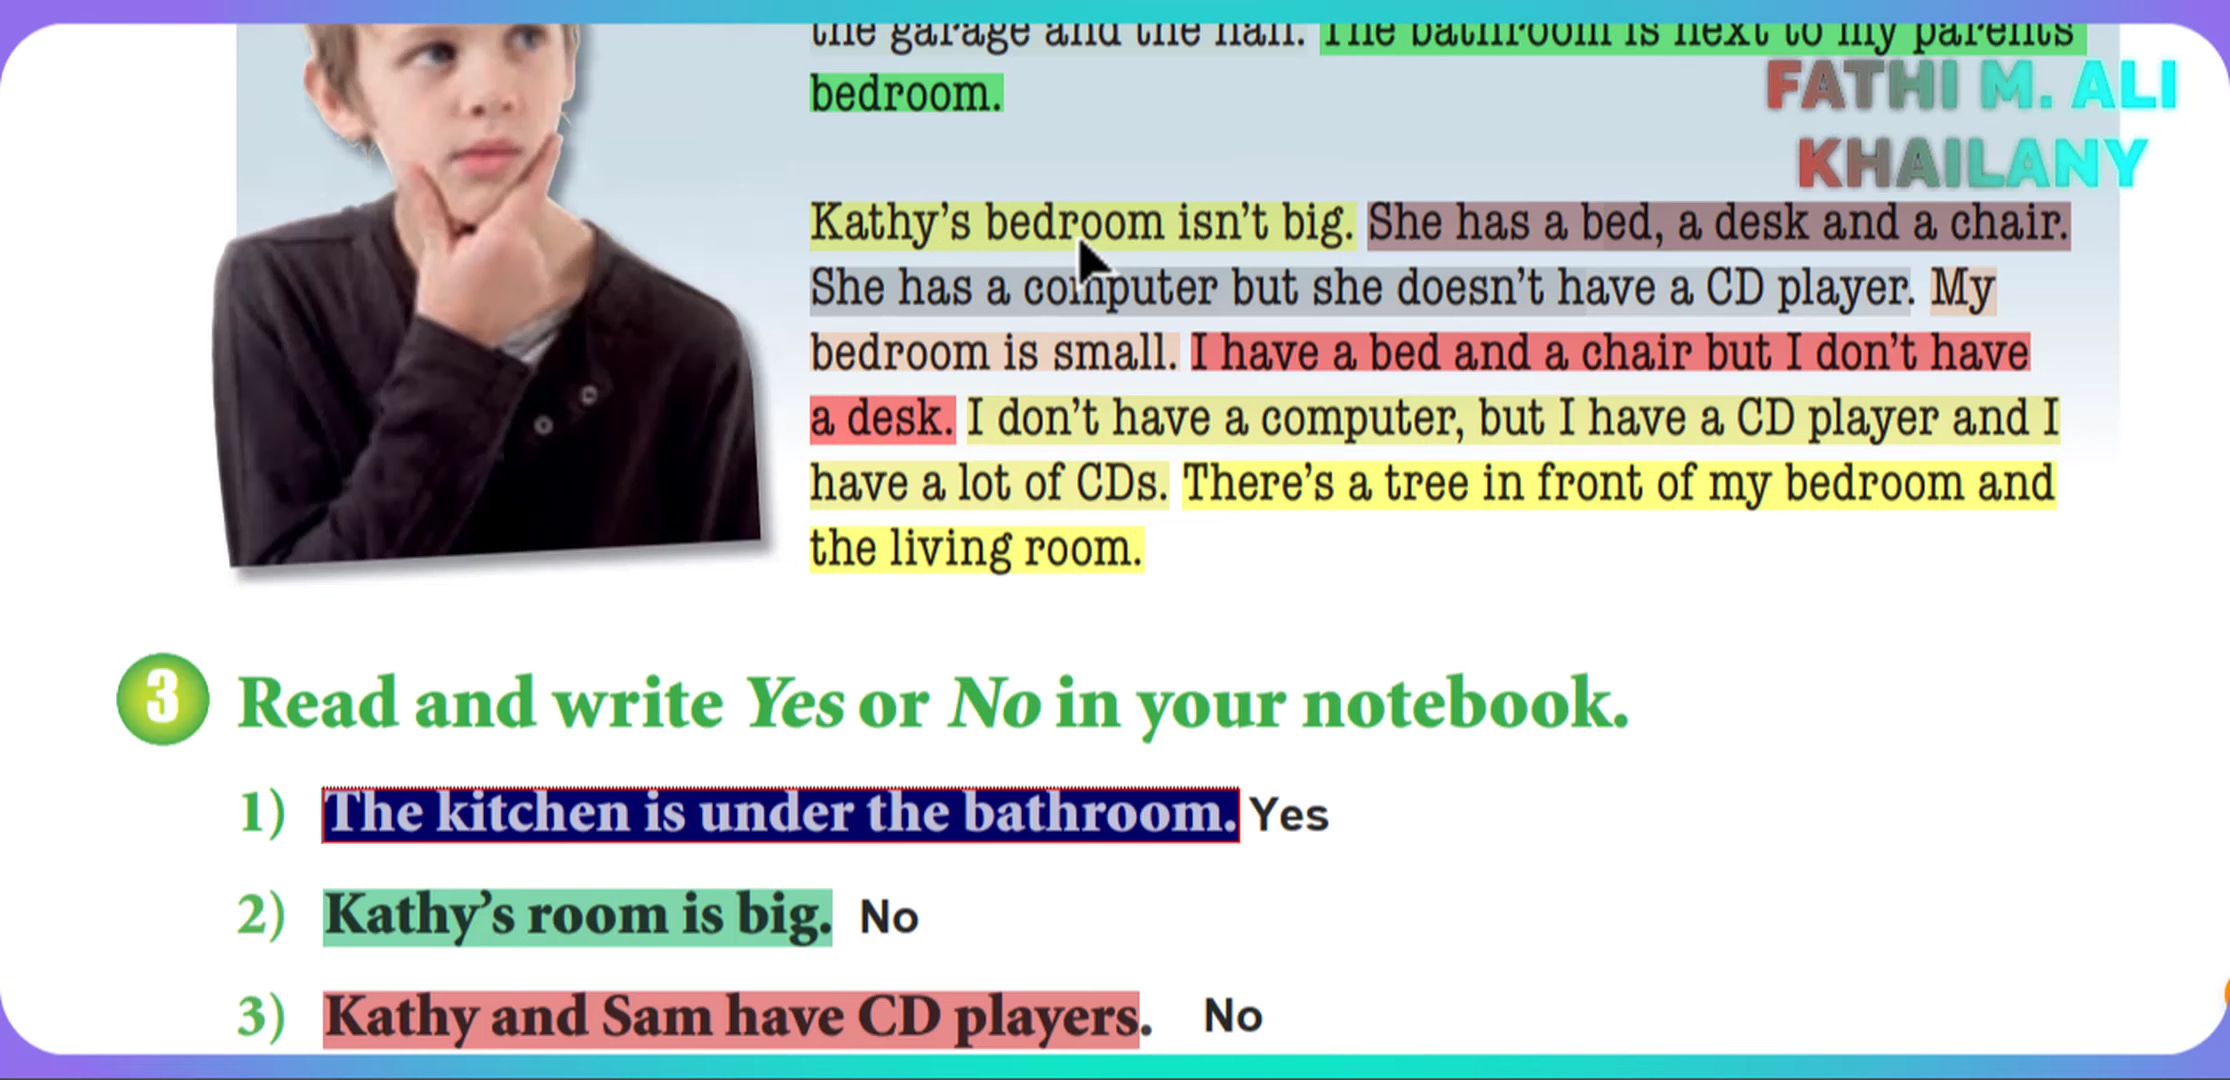 the garage and the hall. The bathroom is next to my parents'
bedroom.
FATHI M. ALI
KHAILANY
Kathy's bedroom isn't big. She has a bed, a desk and a chair.
She has a computer but she doesn't have a CD player. My
bedroom is small. I have a bed and a chair but I don't have
a desk. I don't have a computer, but I have a CD player and I
have a lot of CDs. There's a tree in front of my bedroom and
the living room.
3 Read and write Yes or No in your notebook.
1) The kitchen is under the bathroom. Yes
2) Kathy's room is big. No
3) Kathy and Sam have CD players. No